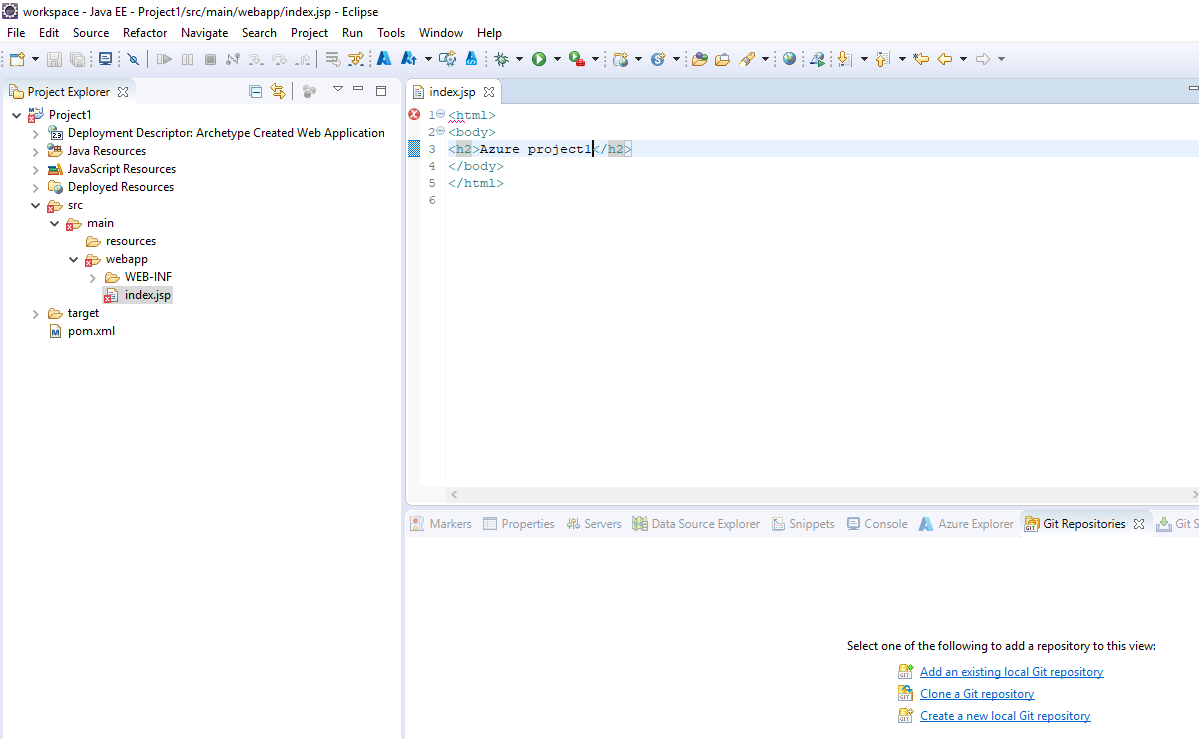 workspace - Java EE - Project1/src/main/webapp/index.jsp - Eclipse
File Edit Source Refactor Navigate Search Project Run Tools Window Help
Project Explorer
Project1
Deployment Descriptor: Archetype Created Web Application
Java Resources
JavaScript Resources
Deployed Resources
src
main
resources
webapp
WEB-INF
index.jsp
target
pom.xml
index.jsp
1 <html>
2 <body>
3 <h2>Azure project1</h2>
4 </body>
5 </html>
6
Markers Properties Servers Data Source Explorer Snippets Console Azure Explorer Git Repositories Git S
Select one of the following to add a repository to this view:
Add an existing local Git repository
Clone a Git repository
Create a new local Git repository